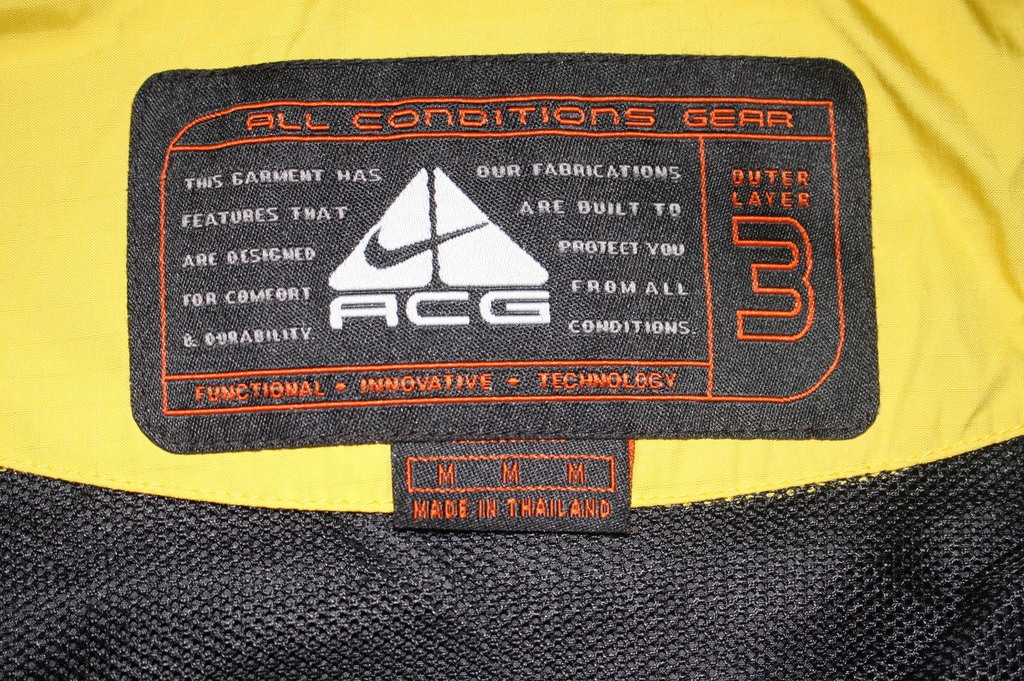 ALL CONDITIONS GEAR
THIS GARMENT HAS
FEATURES THAT
ARE DESIGNED
FOR COMFORT
& DURABILITY.
ACG
OUR FABRICATIONS
ARE BUILT TO
PROTECT YOU
FROM ALL
CONDITIONS.
OUTER
LAYER
3
FUNCTIONAL • INNOVATIVE • TECHNOLOGY
M M M
MADE IN THAILAND